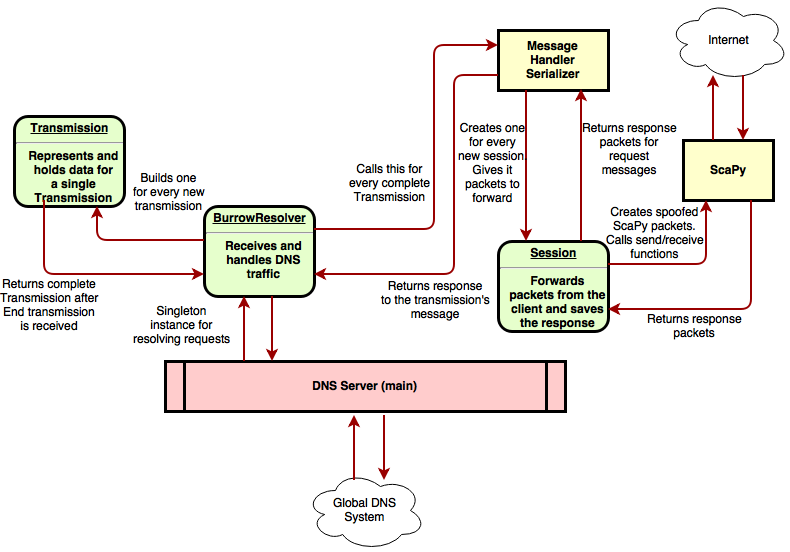 Internet
Message
Handler
Serializer
Transmission
Represents and
holds data for
a single
Transmission
Builds one
for every new
transmission
Calls this for
every complete
Transmission
Creates one
for every
new session.
Gives it
packets to
forward
Returns response
packets for
request
messages
ScaPy
BurrowResolver
Receives and
handles DNS
traffic
Creates spoofed
ScaPy packets.
Calls send/receive
functions
Session
Forwards
packets from the
client and saves
the response
Returns complete
Transmission after
End transmission
is received
Singleton
instance for
resolving requests
Returns response
to the transmission's
message
Returns response
packets
DNS Server (main)
Global DNS
System